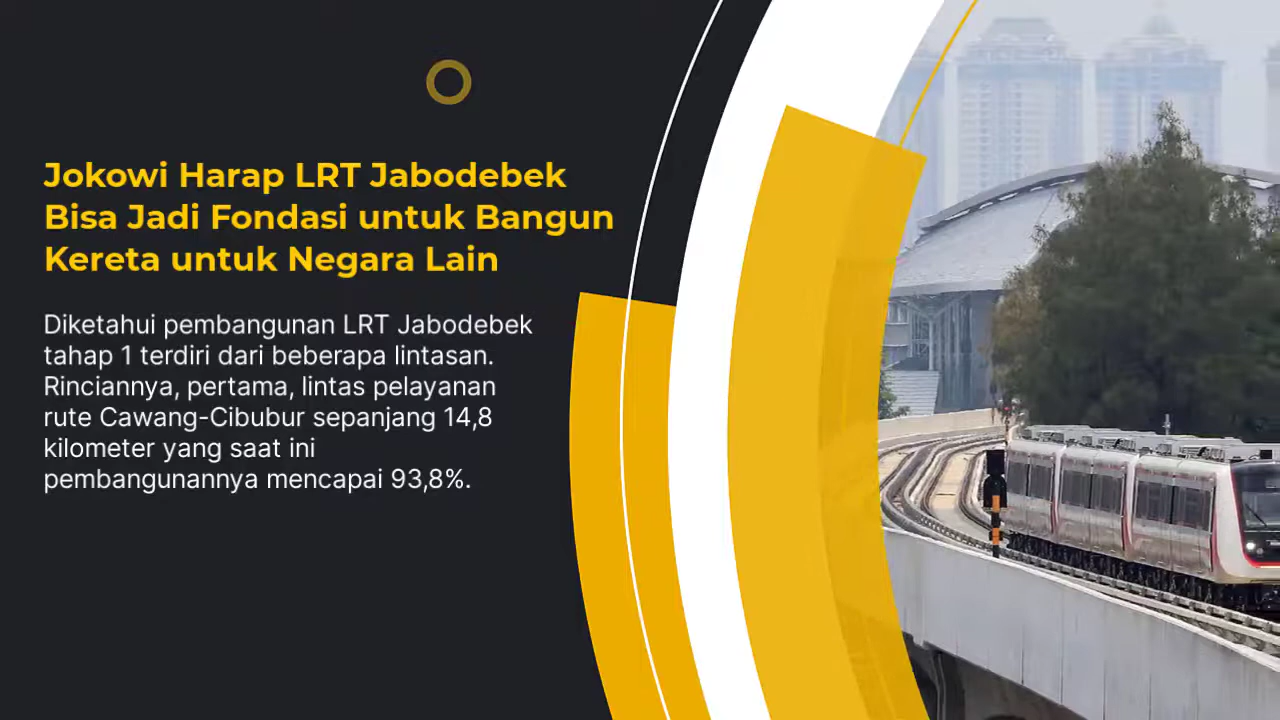 Jokowi Harap LRT Jabodebek
Bisa Jadi Fondasi untuk Bangun
Kereta untuk Negara Lain
Diketahui pembangunan LRT Jabodebek
tahap 1 terdiri dari beberapa lintasan.
Rinciannya, pertama, lintas pelayanan
rute Cawang-Cibubur sepanjang 14,8
kilometer yang saat ini
pembangunannya mencapai 93,8%.